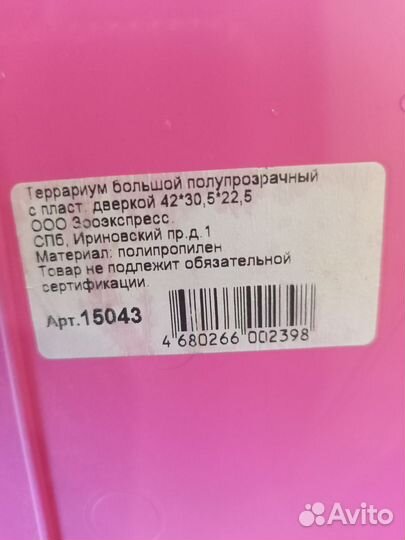 Террариум большой полупрозрачный
с пласт. дверкой 42*30,5*22,5
ООО Зооэкспресс.
СПб, Ириновский пр.д.1
Материал: полипропилен
Товар не подлежит обязательной
сертификации.
Арт.15043
4 680266 002398
Avito